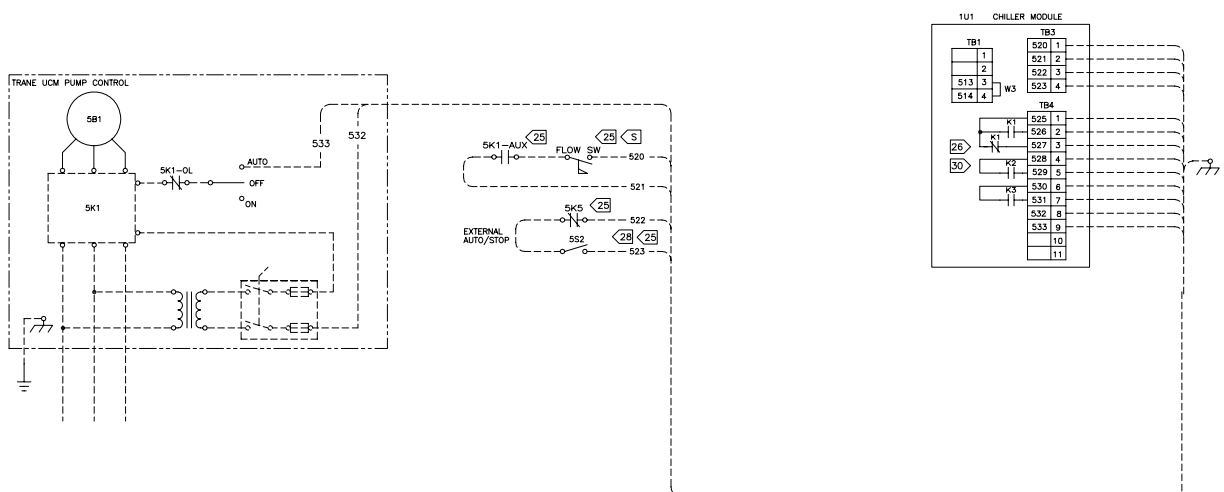 1U1 CHILLER MODULE
TB3
520 1
521 2
522 3
523 4
TB1
1
2
513 3
514 4
W3
TB4
525 1
526 2
527 3
528 4
529 5
530 6
531 7
532 8
533 9
10
11
K1
K1
K2
K3
26
30
TRANE UCM PUMP CONTROL
5B1
5K1
5K1-OL
AUTO
OFF
ON
533
532
5K1-AUX 25
FLOW SW 25 S
520
521
5K5 25
522
EXTERNAL
AUTO/STOP
5S2 28 25
523